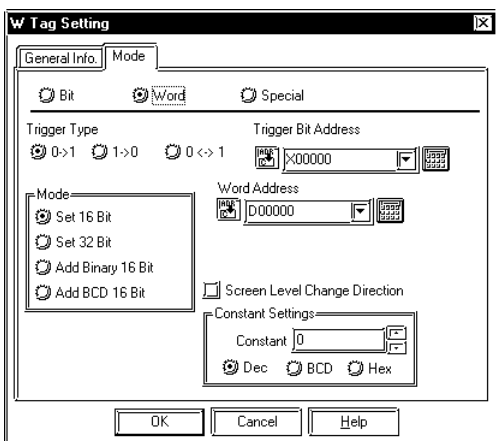 W Tag Setting
General Info. Mode
Bit Word Special
Trigger Type Trigger Bit Address
0->1 1->0 0 <-> 1 X00000
Mode Word Address
Set 16 Bit D00000
Set 32 Bit
Add Binary 16 Bit
Add BCD 16 Bit
Screen Level Change Direction
Constant Settings
Constant 0
Dec BCD Hex
OK Cancel Help